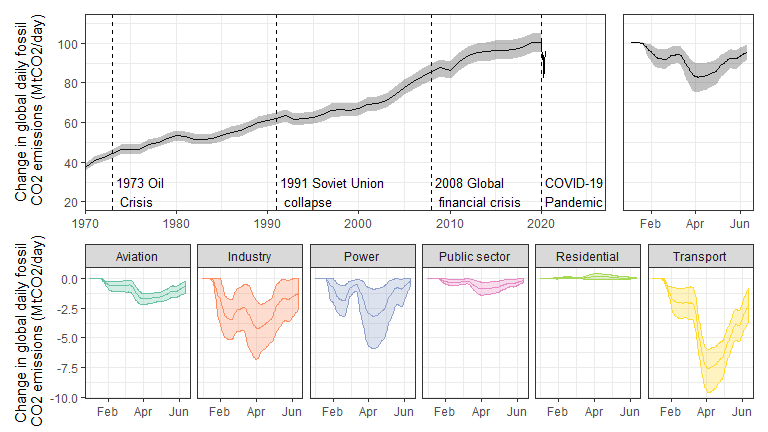 Change in global daily fossil
CO2 emissions (MtCO2/day)
100
80
60
40
20
1973 Oil
Crisis
1991 Soviet Union
collapse
2008 Global
financial crisis
COVID-19
Pandemic
1970 1980 1990 2000 2010 2020
Feb Apr Jun
Change in global daily fossil
CO2 emissions (MtCO2/day)
Aviation Industry Power Public sector Residential Transport
0.0
-2.5
-5.0
-7.5
-10.0
Feb Apr Jun Feb Apr Jun Feb Apr Jun Feb Apr Jun Feb Apr Jun Feb Apr Jun